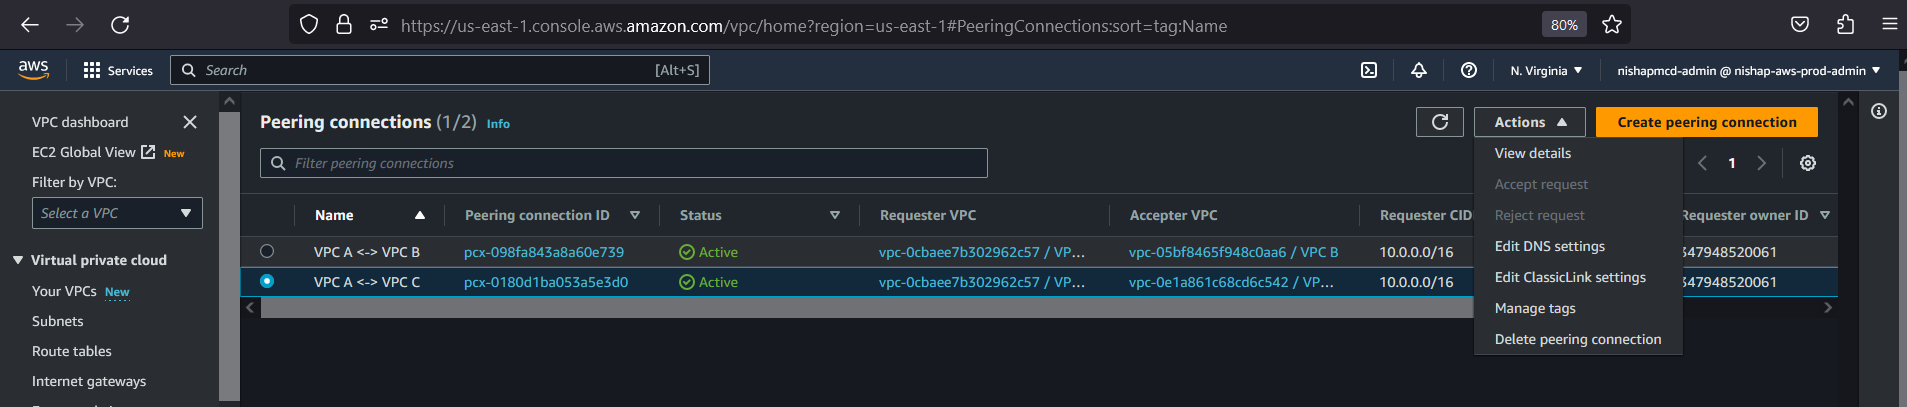 https://us-east-1.console.aws.amazon.com/vpc/home?region=us-east-1#PeeringConnections:sort=tag:Name 80%
aws Services Search [Alt+S] N. Virginia nishapmcd-admin @ nishap-aws-prod-admin
VPC dashboard
EC2 Global View New
Filter by VPC:
Select a VPC
Virtual private cloud
Your VPCs New
Subnets
Route tables
Internet gateways
Peering connections (1/2) Info Actions Create peering connection
Filter peering connections 1
Name Peering connection ID Status Requester VPC Accepter VPC Requester CID Requester owner ID
VPC A <-> VPC B pcx-098fa843a8a60e739 Active vpc-0cbaee7b302962c57 / VP... vpc-05bf8465f948c0aa6 / VPC B 10.0.0.0/16 347948520061
VPC A <-> VPC C pcx-0180d1ba053a5e3d0 Active vpc-0cbaee7b302962c57 / VP... vpc-0e1a861c68cd6c542 / VP... 10.0.0.0/16 347948520061
View details
Accept request
Reject request
Edit DNS settings
Edit ClassicLink settings
Manage tags
Delete peering connection